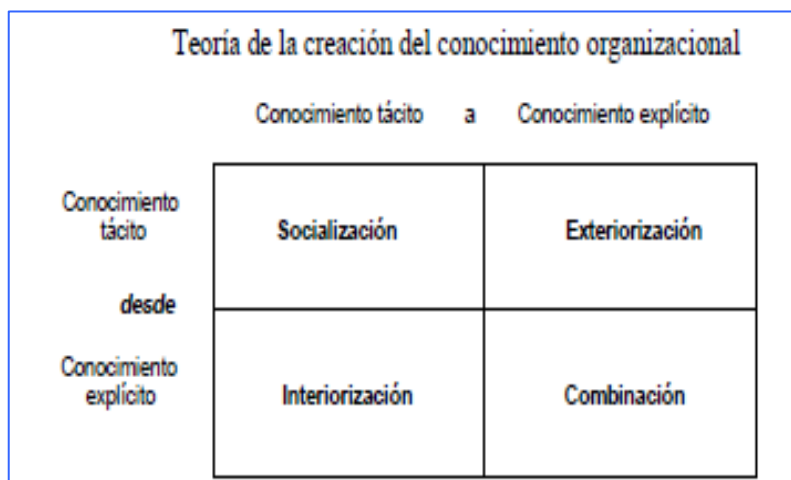 Teoría de la creación del conocimiento organizacional
Conocimiento tácito a Conocimiento explícito
Conocimiento
tácito
Socialización Exteriorización
desde
Conocimiento
explícito
Interiorización Combinación